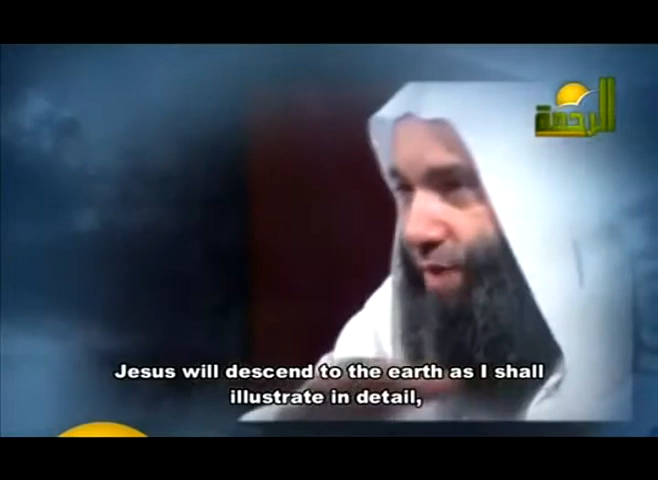 الرحمة
Jesus will descend to the earth as I shall
illustrate in detail,